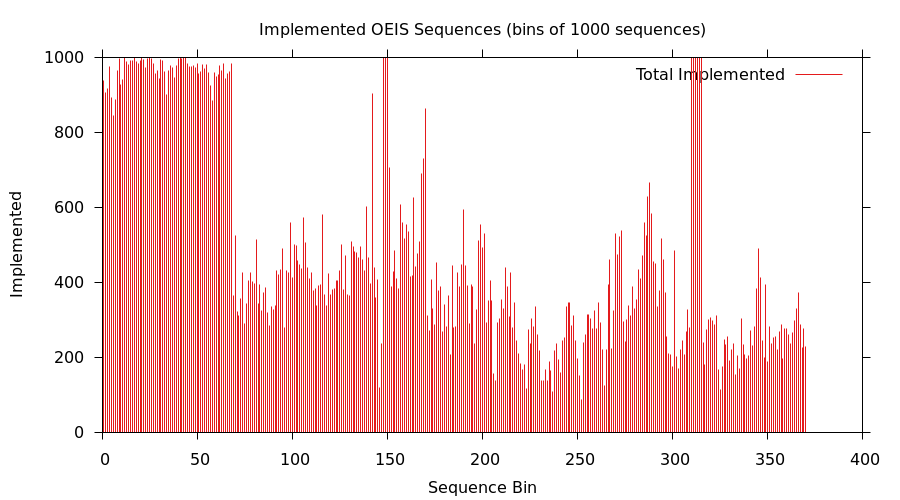 Implemented OEIS Sequences (bins of 1000 sequences)
Total Implemented
1000
800
600
400
200
0
Implemented
0 50 100 150 200 250 300 350 400
Sequence Bin